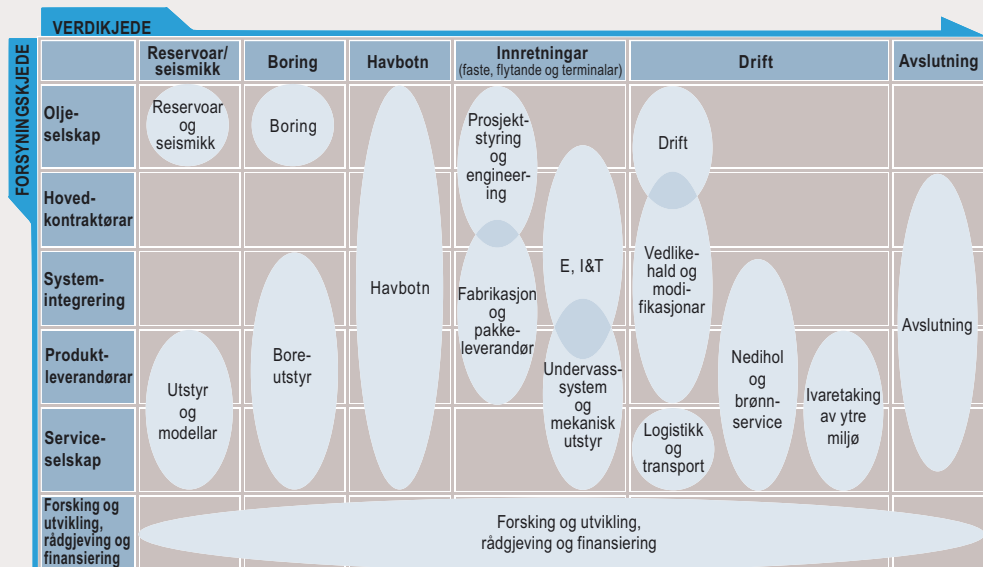 VERDIKJEDE
FORSYNINGSKJEDE
Reservoar/
seismikk
Boring
Havbotn
Innretningar
(faste, flytande og terminalar)
Drift
Avslutning
Olje-
selskap
Reservoar
og
seismikk
Boring
Prosjekt-
styring
og
engineer-
ing
Drift
Hoved-
kontraktørar
System-
integrering
Havbotn
Fabrikasjon
og
pakke-
leverandør
E, I&T
Vedlike-
hald og
modi-
fikasjonar
Avslutning
Produkt-
leverandørar
Utstyr
og
modellar
Bore-
utstyr
Undervass-
system
og
mekanisk
utstyr
Nedihol
og
brønn-
service
Ivaretaking
av ytre
miljø
Service-
selskap
Logistikk
og
transport
Forsking og
utvikling,
rådgjeving og
finansiering
Forsking og utvikling,
rådgjeving og finansiering